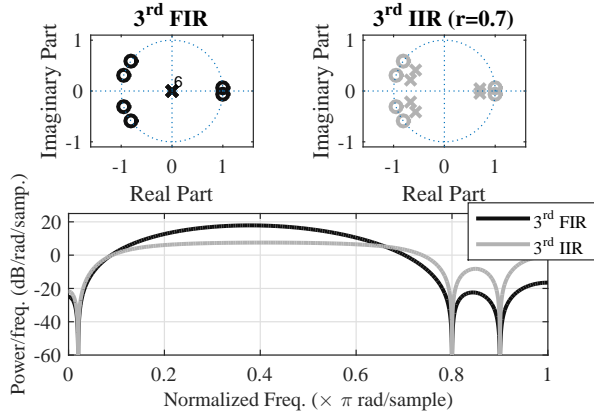 3rd FIR
3rd IIR (r=0.7)
Imaginary Part
1
0
-1
6
-1
0
1
Real Part
Imaginary Part
1
0
-1
-1
0
1
Real Part
Power/freq. (dB/rad/samp.)
20
0
-20
-40
-60
3rd FIR
3rd IIR
0
0.2
0.4
0.6
0.8
1
Normalized Freq. (× π rad/sample)